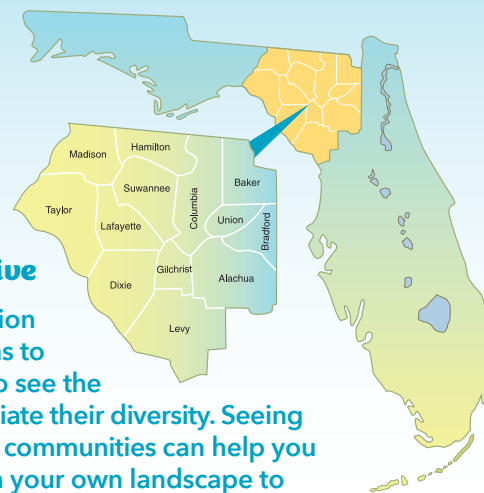 Hamilton
Madison
Suwannee
Baker
Columbia
Taylor
Union
Bradford
Lafayette
Gilchrist
Alachua
Dixie
Levy
ive
ion
s to
o see the
iate their diversity. Seeing
communities can help you
your own landscape to